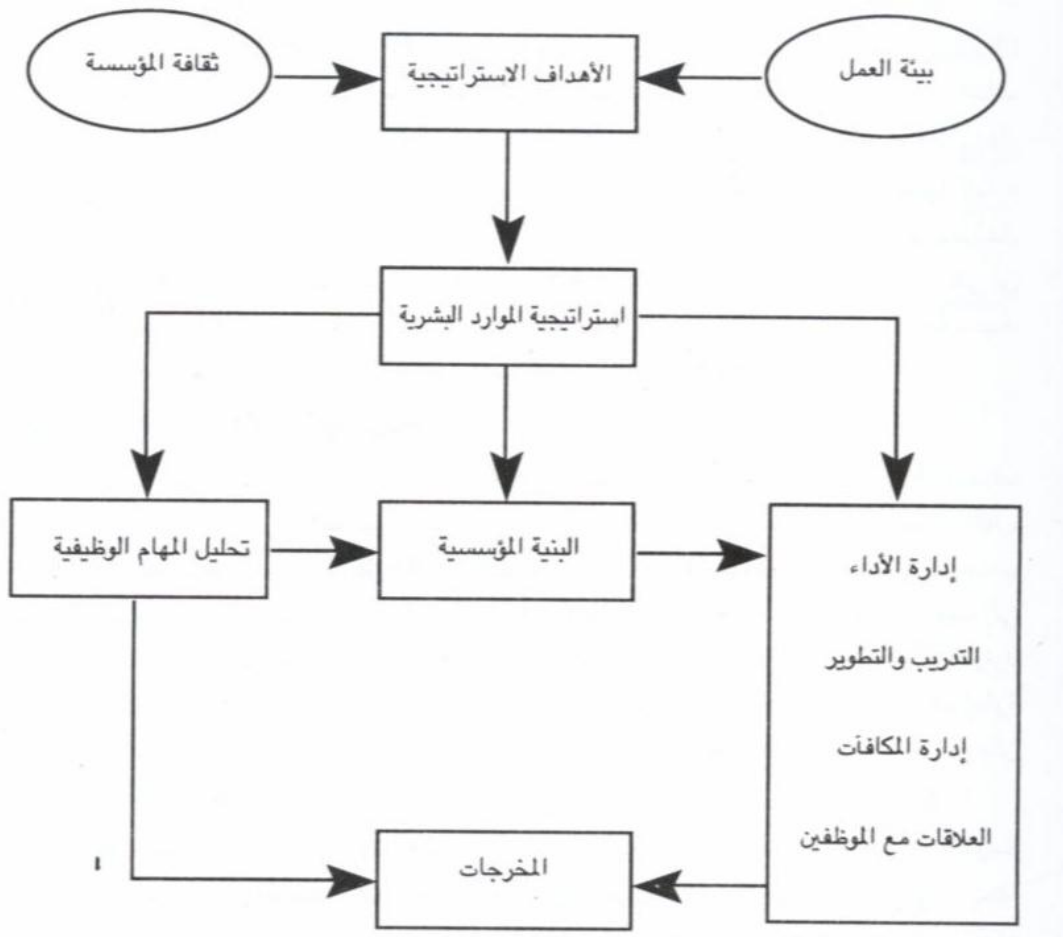 بيئة العمل
الأهداف الاستراتيجية
ثقافة المؤسسة
استراتيجية الموارد البشرية
تحليل المهام الوظيفية
البنية المؤسسية
إدارة الأداء
التدريب والتطوير
إدارة المكافآت
العلاقات مع الموظفين
المخرجات